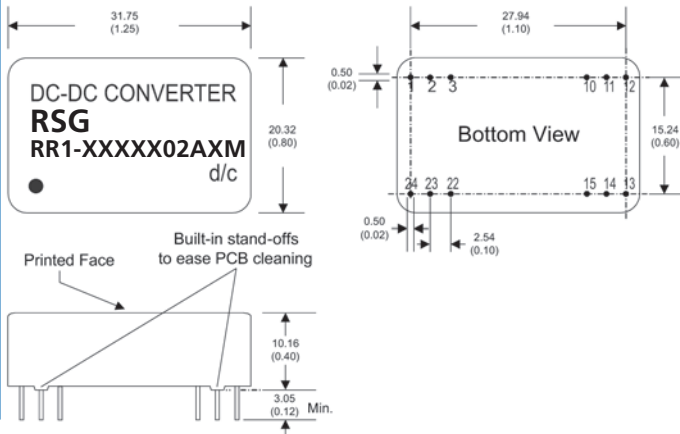 31.75
(1.25)
DC-DC CONVERTER
RSG
RR1-XXXXX02AXM
d/c
20.32
(0.80)
27.94
(1.10)
0.50
(0.02)
1 2 3 10 11 12
Bottom View
15.24
(0.60)
24 23 22 15 14 13
0.50
(0.02)
2.54
(0.10)
Printed Face
Built-in stand-offs
to ease PCB cleaning
10.16
(0.40)
3.05
(0.12) Min.